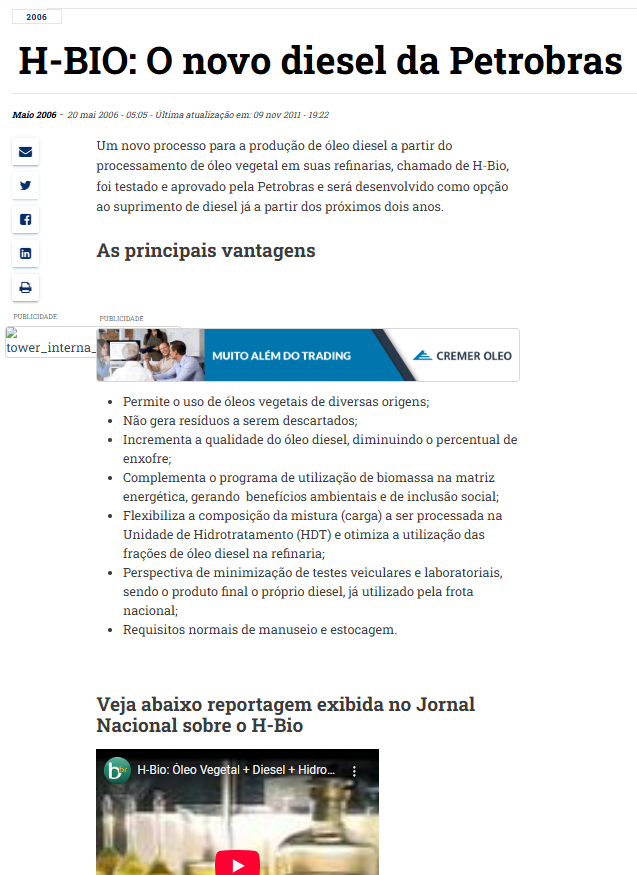 2006
H-BIO: O novo diesel da Petrobras
Maio 2006 - 20 mai 2006 - 05:05 - Última atualização em: 09 nov 2011 - 19:22
Um novo processo para a produção de óleo diesel a partir do
processamento de óleo vegetal em suas refinarias, chamado de H-Bio,
foi testado e aprovado pela Petrobras e será desenvolvido como opção
ao suprimento de diesel já a partir dos próximos dois anos.
As principais vantagens
PUBLICIDADE
PUBLICIDADE
tower_interna_
MUITO ALÉM DO TRADING
CREMER OLEO
• Permite o uso de óleos vegetais de diversas origens;
• Não gera resíduos a serem descartados;
• Incrementa a qualidade do óleo diesel, diminuindo o percentual de
enxofre;
• Complementa o programa de utilização de biomassa na matriz
energética, gerando  benefícios ambientais e de inclusão social;
• Flexibiliza a composição da mistura (carga) a ser processada na
Unidade de Hidrotratamento (HDT) e otimiza a utilização das
frações de óleo diesel na refinaria;
• Perspectiva de minimização de testes veiculares e laboratoriais,
sendo o produto final o próprio diesel, já utilizado pela frota
nacional;
• Requisitos normais de manuseio e estocagem.
Veja abaixo reportagem exibida no Jornal
Nacional sobre o H-Bio
H-Bio: Óleo Vegetal + Diesel + Hidro...